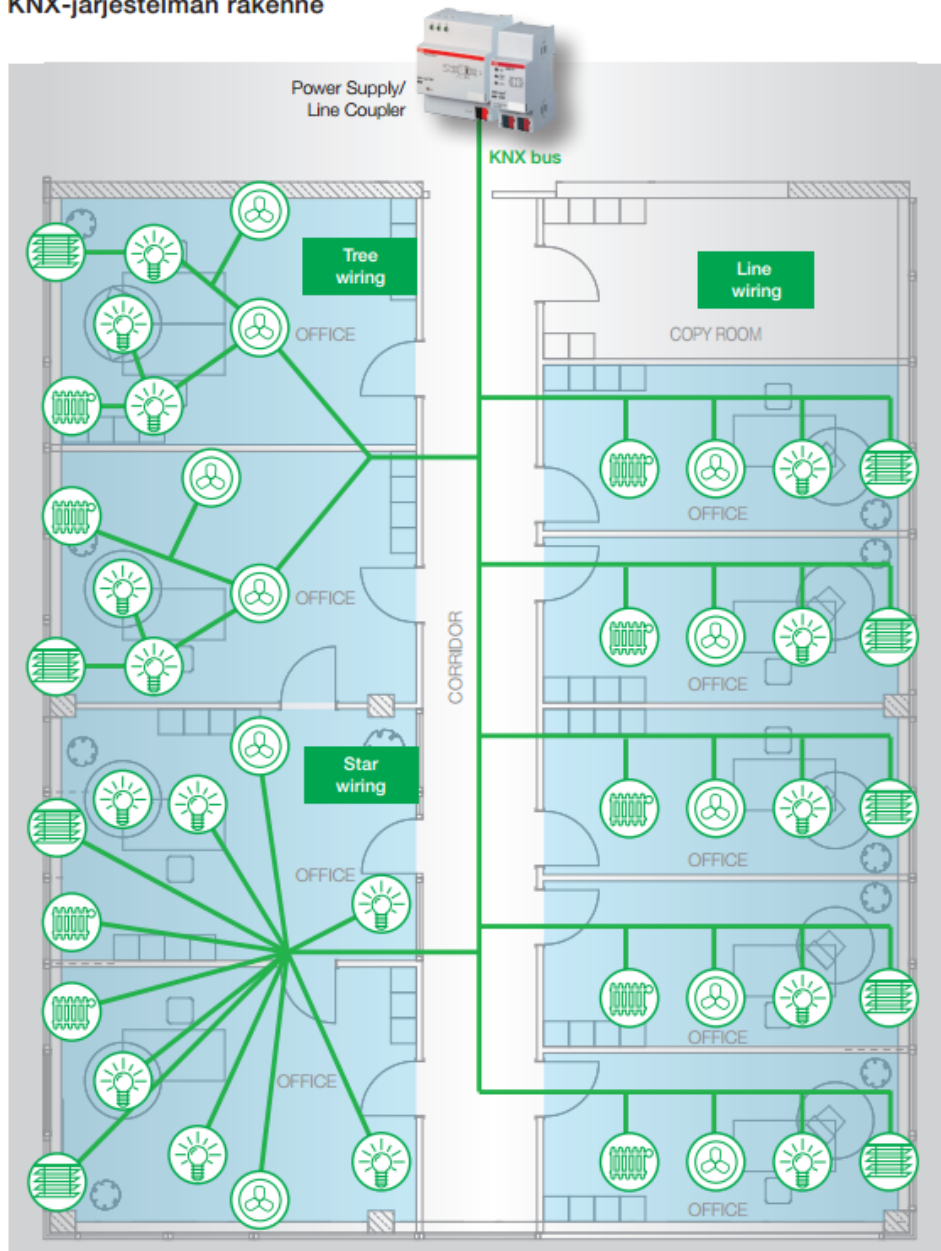 KNX-järjestelmän rakenne
Power Supply/
Line Coupler
KNX bus
Tree
wiring
OFFICE
Line
wiring
COPY ROOM
OFFICE
OFFICE
OFFICE
CORRIDOR
Star
wiring
OFFICE
OFFICE
OFFICE
OFFICE
OFFICE